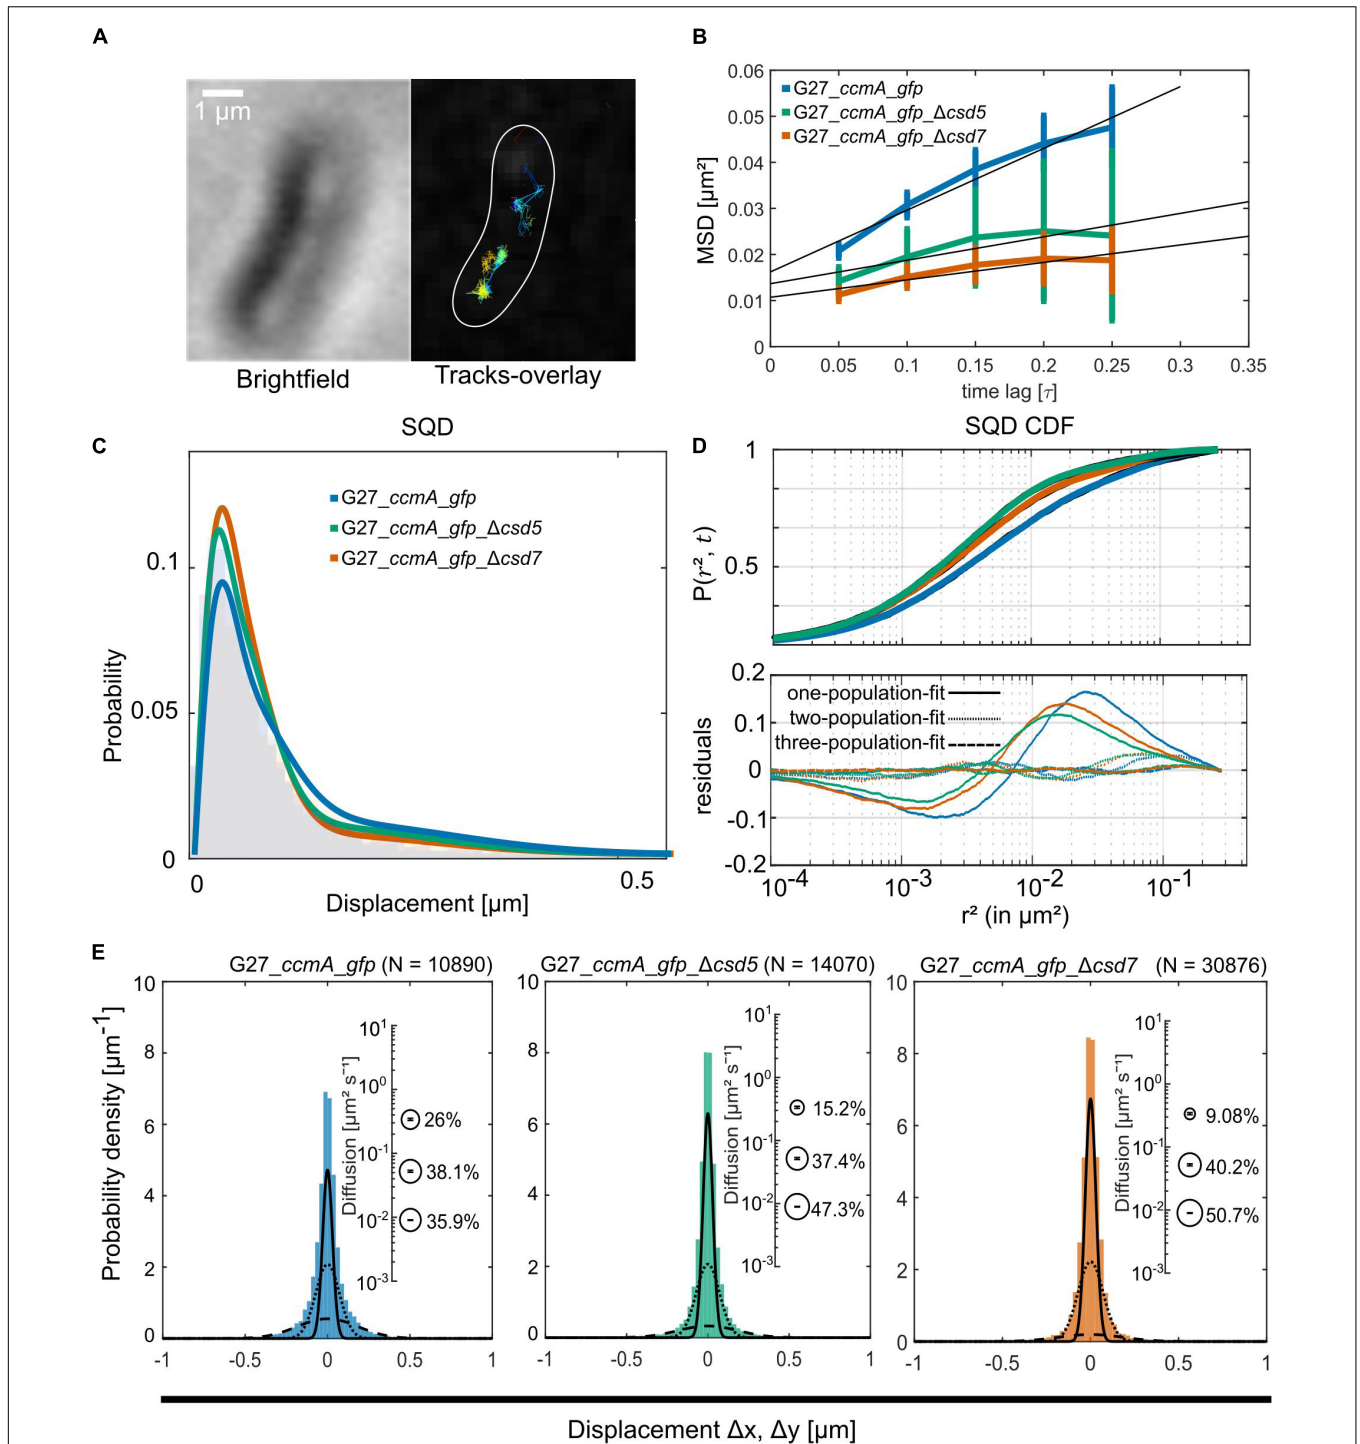 A
1 µm
Brightfield
Tracks-overlay
B
G27_ccmA_gfp
G27_ccmA_gfp_Δcsd5
G27_ccmA_gfp_Δcsd7
MSD [µm²]
0.06
0.05
0.04
0.03
0.02
0.01
0
0 0.05 0.1 0.15 0.2 0.25 0.3 0.35
time lag [τ]
C
SQD
G27_ccmA_gfp
G27_ccmA_gfp_Δcsd5
G27_ccmA_gfp_Δcsd7
Probability
0.1
0.05
0
0 0.5
Displacement [µm]
D
SQD CDF
P(r², t)
1
0.5
residuals
0.2
0.1
0
-0.1
-0.2
one-population-fit
two-population-fit
three-population-fit
10⁻⁴ 10⁻³ 10⁻² 10⁻¹
r² (in µm²)
E
G27_ccmA_gfp (N = 10890)
G27_ccmA_gfp_Δcsd5 (N = 14070)
G27_ccmA_gfp_Δcsd7 (N = 30876)
Probability density [µm⁻¹]
10
8
6
4
2
0
-1 -0.5 0 0.5 1
Diffusion [µm² s⁻¹]
10¹
10⁰
10⁻¹
10⁻²
10⁻³
26%
38.1%
35.9%
10
8
6
4
2
0
-1 -0.5 0 0.5 1
Diffusion [µm² s⁻¹]
10¹
10⁰
10⁻¹
10⁻²
10⁻³
15.2%
37.4%
47.3%
10
8
6
4
2
0
-1 -0.5 0 0.5 1
Diffusion [µm² s⁻¹]
10¹
10⁰
10⁻¹
10⁻²
10⁻³
9.08%
40.2%
50.7%
Displacement Δx, Δy [µm]